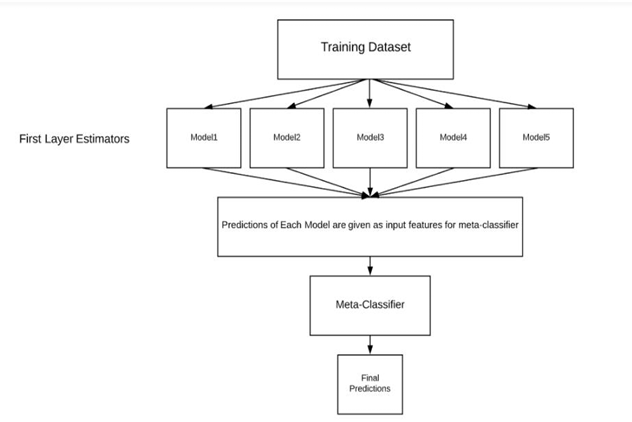 Training Dataset
First Layer Estimators
Model1
Model2
Model3
Model4
Model5
Predictions of Each Model are given as input features for meta-classifier
Meta-Classifier
Final
Predictions